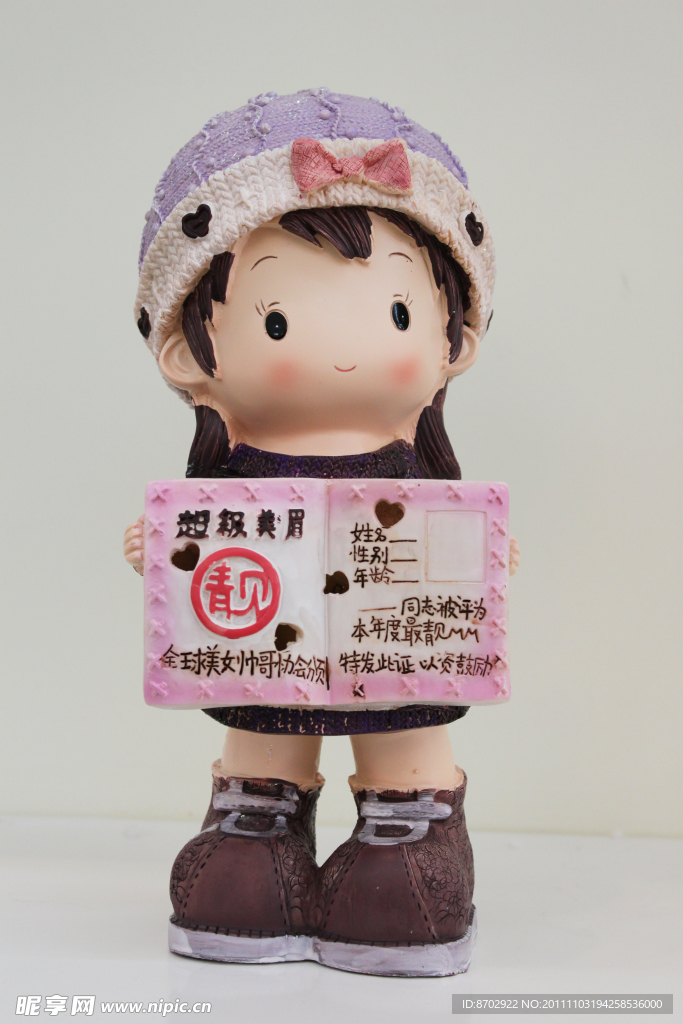 超级美眉
靓
全球美女帅哥协会颁
姓名
性别
年龄
同志被评为
本年度最靓MM
特发此证 以资鼓励
昵享网 www.nipic.cn
ID:8702922 NO:20111103194258536000